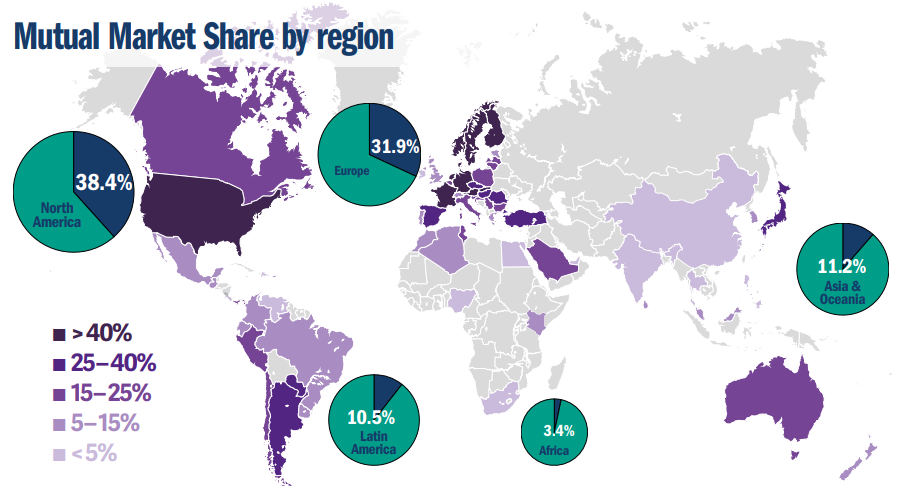 Mutual Market Share by region
38.4%
North
America
31.9%
Europe
11.2%
Asia &
Oceania
> 40%
25–40%
15–25%
5–15%
< 5%
10.5%
Latin
America
3.4%
Africa